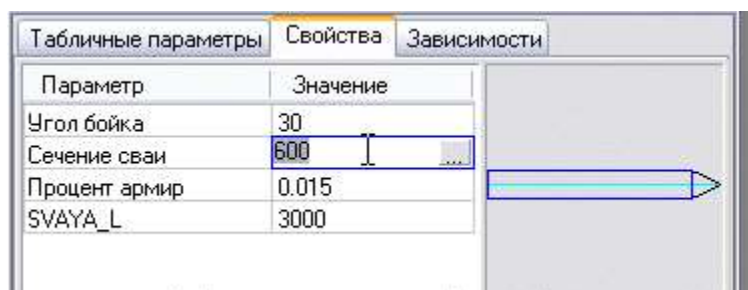 Табличные параметры Свойства Зависимости
Параметр Значение
Угол бойка 30
Сечение сваи 600 ...
Процент армир 0.015
SVAYA_L 3000